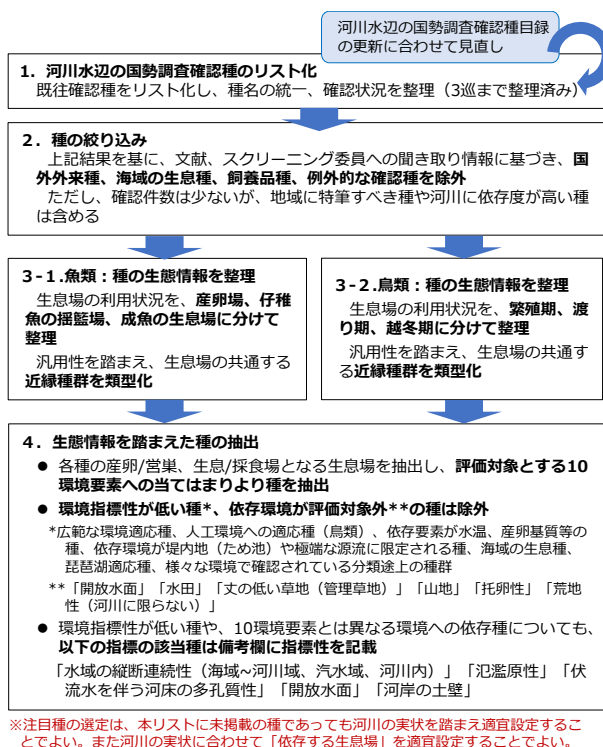 河川水辺の国勢調査確認種目録
の更新に合わせて見直し
1．河川水辺の国勢調査確認種のリスト化
既往確認種をリスト化し、種名の統一、確認状況を整理（3巡まで整理済み）
2．種の絞り込み
上記結果を基に、文献、スクリーニング委員への聞き取り情報に基づき、国
外外来種、海域の生息種、飼養品種、例外的な確認種を除外
ただし、確認件数は少ないが、地域に特筆すべき種や河川に依存度が高い種
は含める
3-1.魚類：種の生態情報を整理
生息場の利用状況を、産卵場、仔稚
魚の揺籃場、成魚の生息場に分けて
整理
汎用性を踏まえ、生息場の共通する
近縁種群を類型化
3-2.鳥類：種の生態情報を整理
生息場の利用状況を、繁殖期、渡
り期、越冬期に分けて整理
汎用性を踏まえ、生息場の共通す
る近縁種群を類型化
4．生態情報を踏まえた種の抽出
● 各種の産卵/営巣、生息/採食場となる生息場を抽出し、評価対象とする10
環境要素への当てはまりより種を抽出
● 環境指標性が低い種*、依存環境が評価対象外**の種は除外
*広範な環境適応種、人工環境への適応種（鳥類）、依存要素が水温、産卵基質等の
種、依存環境が堤内地（ため池）や極端な源流に限定される種、海域の生息種、
琵琶湖適応種、様々な環境で確認されている分類途上の種群
**「開放水面」「水田」「丈の低い草地（管理草地）」「山地」「托卵性」「荒地
性（河川に限らない）」
● 環境指標性が低い種や、10環境要素とは異なる環境への依存種についても、
以下の指標の該当種は備考欄に指標性を記載
「水域の縦断連続性（海域~河川域、汽水域、河川内）」「氾濫原性」「伏
流水を伴う河床の多孔質性」「開放水面」「河岸の土壁」
※注目種の選定は、本リストに未掲載の種であっても河川の実状を踏まえ適宜設定するこ
とでよい。また河川の実状に合わせて「依存する生息場」を適宜設定することでよい。